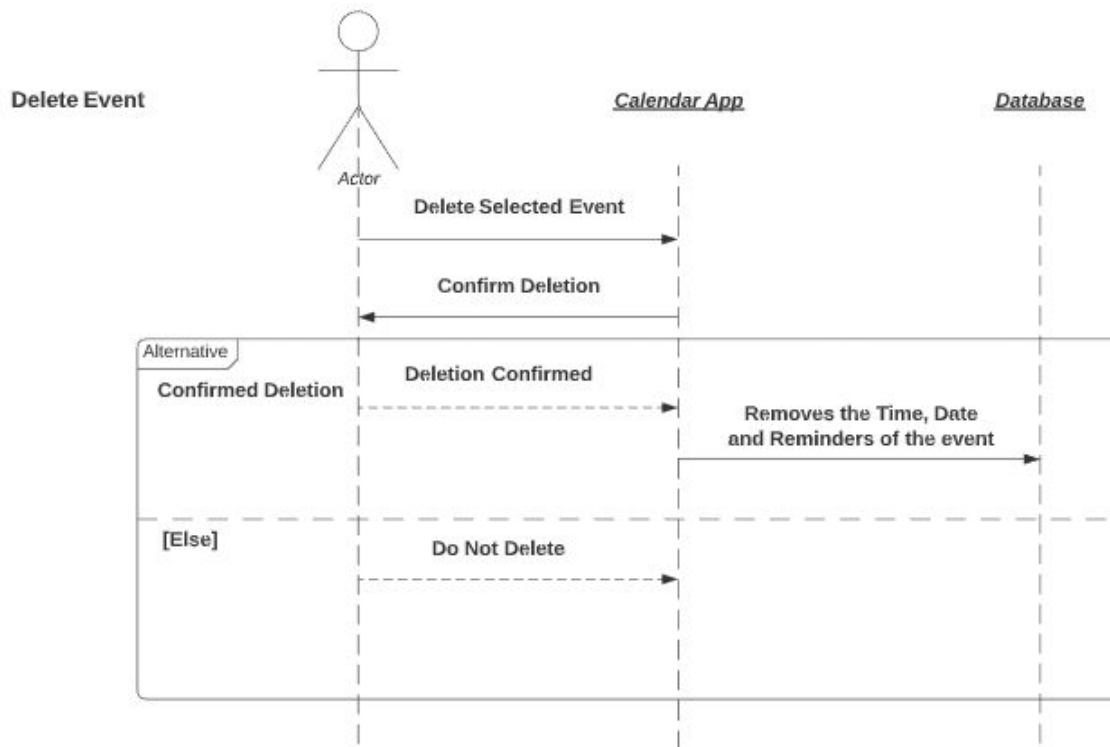 Delete Event
Calendar App
Database
Actor
Delete Selected Event
Confirm Deletion
Alternative
Confirmed Deletion
Deletion Confirmed
Removes the Time, Date
and Reminders of the event
[Else]
Do Not Delete